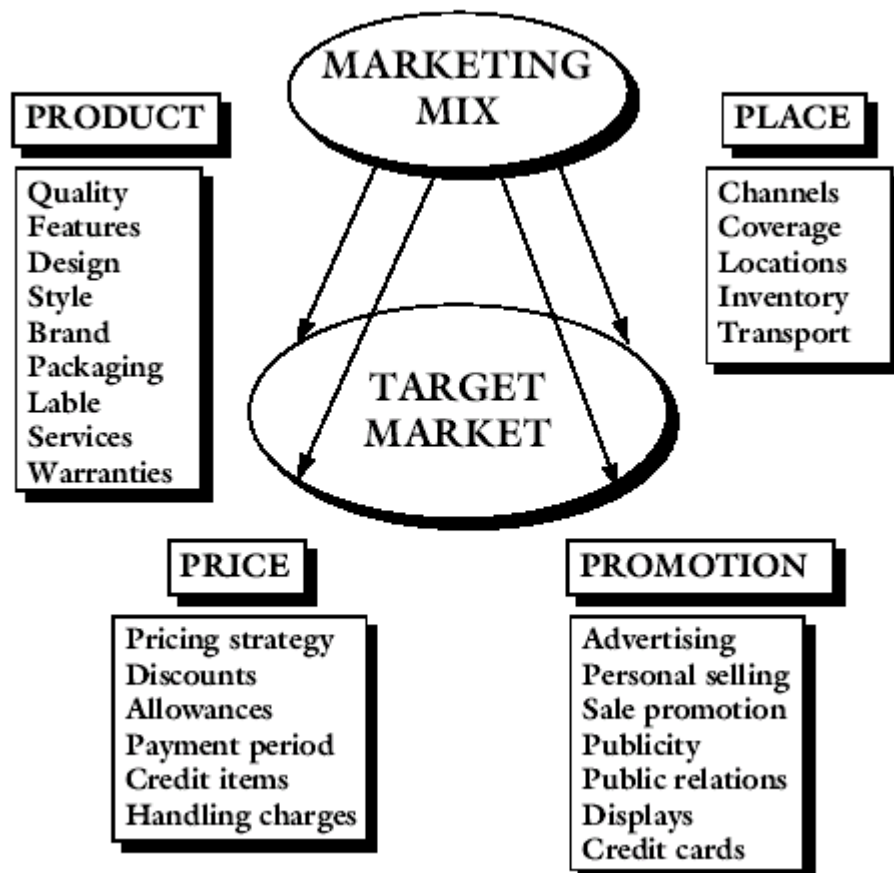 MARKETING
MIX
PRODUCT
Quality
Features
Design
Style
Brand
Packaging
Lable
Services
Warranties
PLACE
Channels
Coverage
Locations
Inventory
Transport
TARGET
MARKET
PRICE
Pricing strategy
Discounts
Allowances
Payment period
Credit items
Handling charges
PROMOTION
Advertising
Personal selling
Sale promotion
Publicity
Public relations
Displays
Credit cards